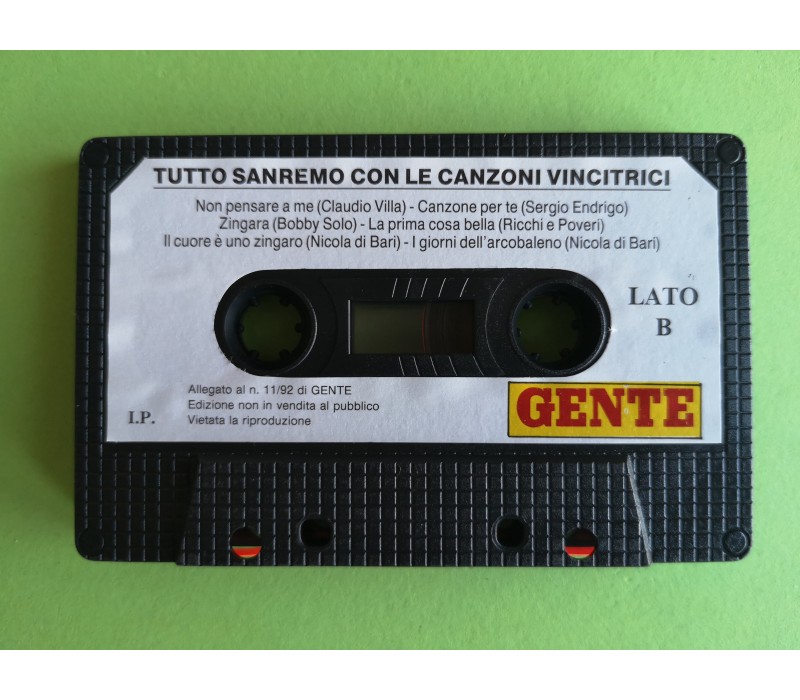 TUTTO SANREMO CON LE CANZONI VINCITRICI
Non pensare a me (Claudio Villa) - Canzone per te (Sergio Endrigo)
Zingara (Bobby Solo) - La prima cosa bella (Ricchi e Poveri)
Il cuore è uno zingaro (Nicola di Bari) - I giorni dell'arcobaleno (Nicola di Bari)
LATO
B
Allegato al n. 11/92 di GENTE
Edizione non in vendita al pubblico
Vietata la riproduzione
I.P.
GENTE